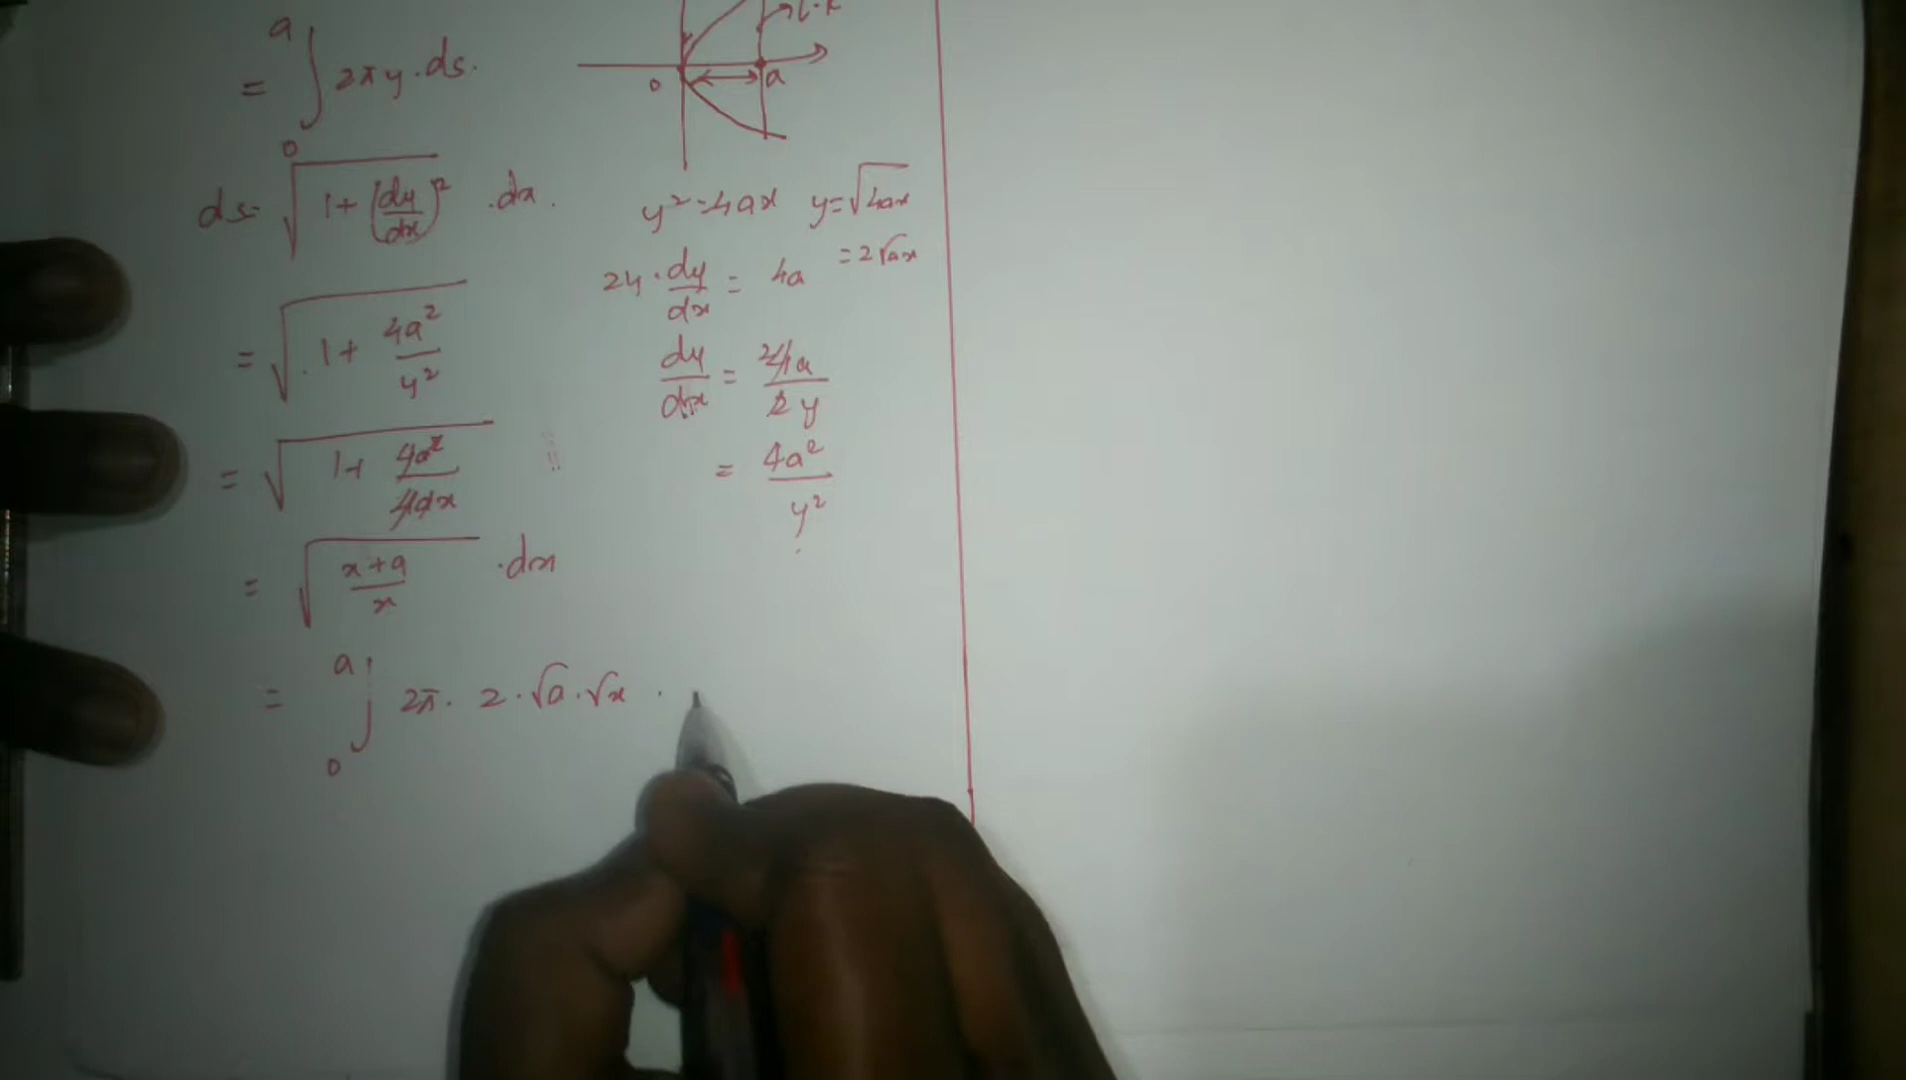 = ∫₀ᵃ 2πy.ds.
L.R
0 a
ds = √(1+(dy/dx)²) .dx.
y² = 4ax y = √4ax
= 2√ax
2y . dy/dx = 4a
= √(1 + 4a²/y²)
dy/dx = 24a/2y
= √(1+ 4a²/4ax)
= 4a²/y²
= √((x+a)/x) .dx
= ∫₀ᵃ 2π. 2.√a.√x .